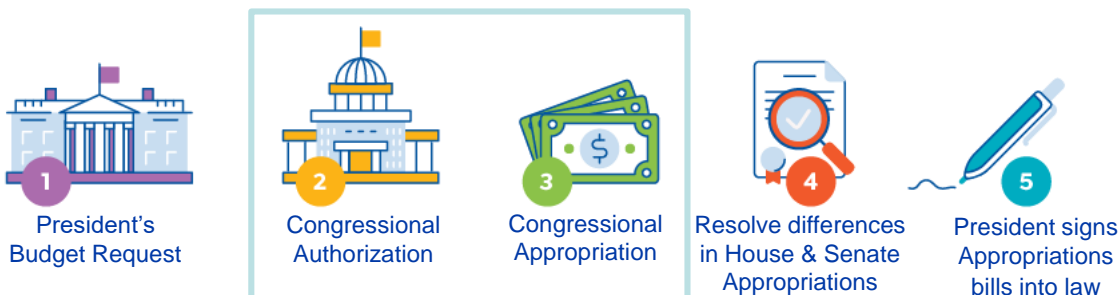 1
President's
Budget Request
2
Congressional
Authorization
$
3
Congressional
Appropriation
4
Resolve differences
in House & Senate
Appropriations
5
President signs
Appropriations
bills into law